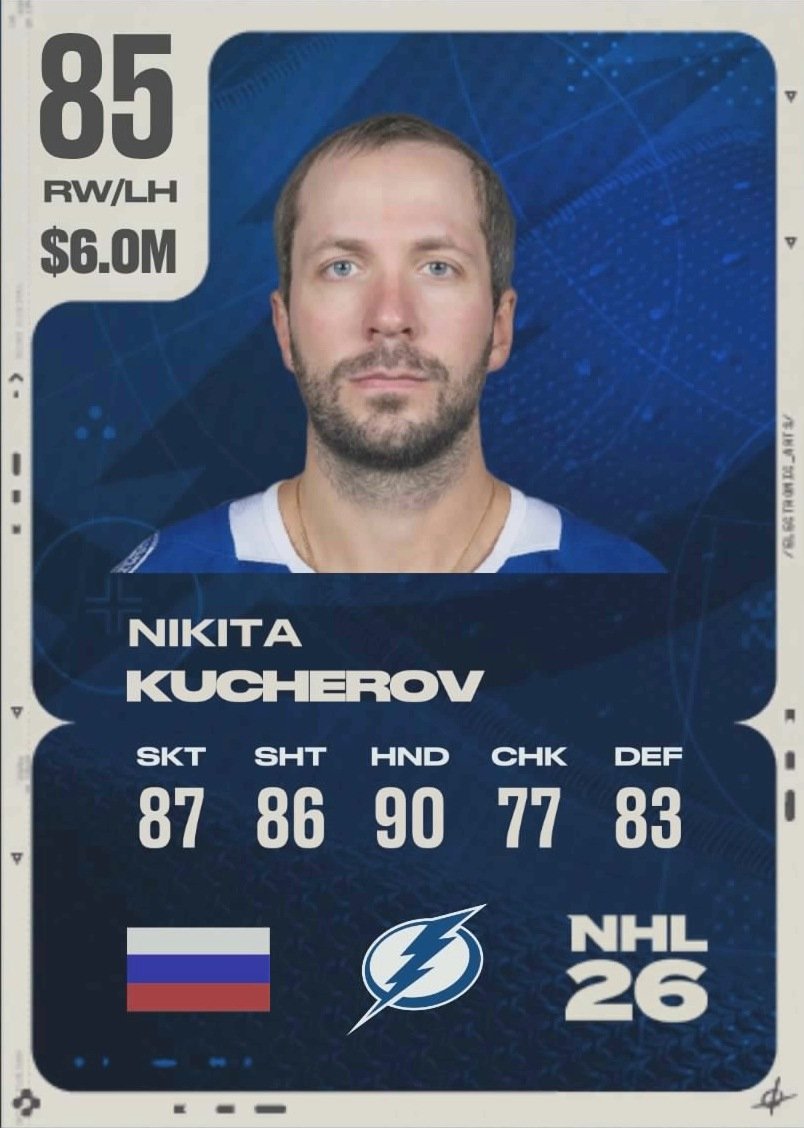 85
RW/LH
$6.0M
NIKITA
KUCHEROV
SKT SHT HND CHK DEF
87 86 90 77 83
NHL
26
/ELECTRONIC_ARTS/